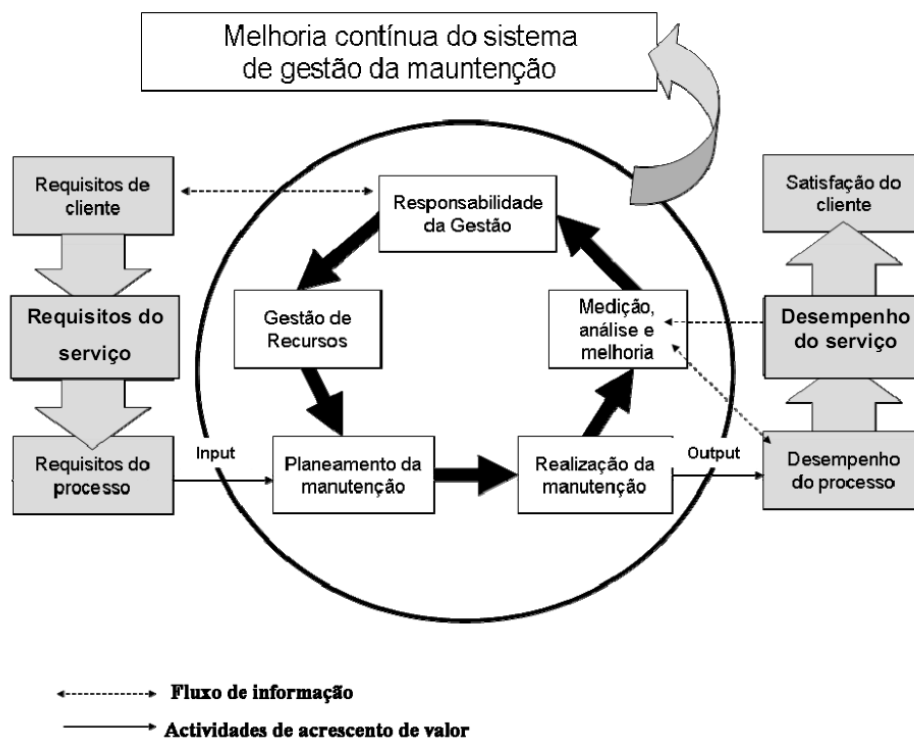 Melhoria contínua do sistema
de gestão da mauntenção
Requisitos de
cliente
Responsabilidade
da Gestão
Satisfação do
cliente
Requisitos do
serviço
Gestão de
Recursos
Medição,
análise e
melhoria
Desempenho
do serviço
Requisitos do
processo
Input
Planeamento da
manutenção
Realização da
manutenção
Output
Desempenho
do processo
Fluxo de informação
Actividades de acrescento de valor